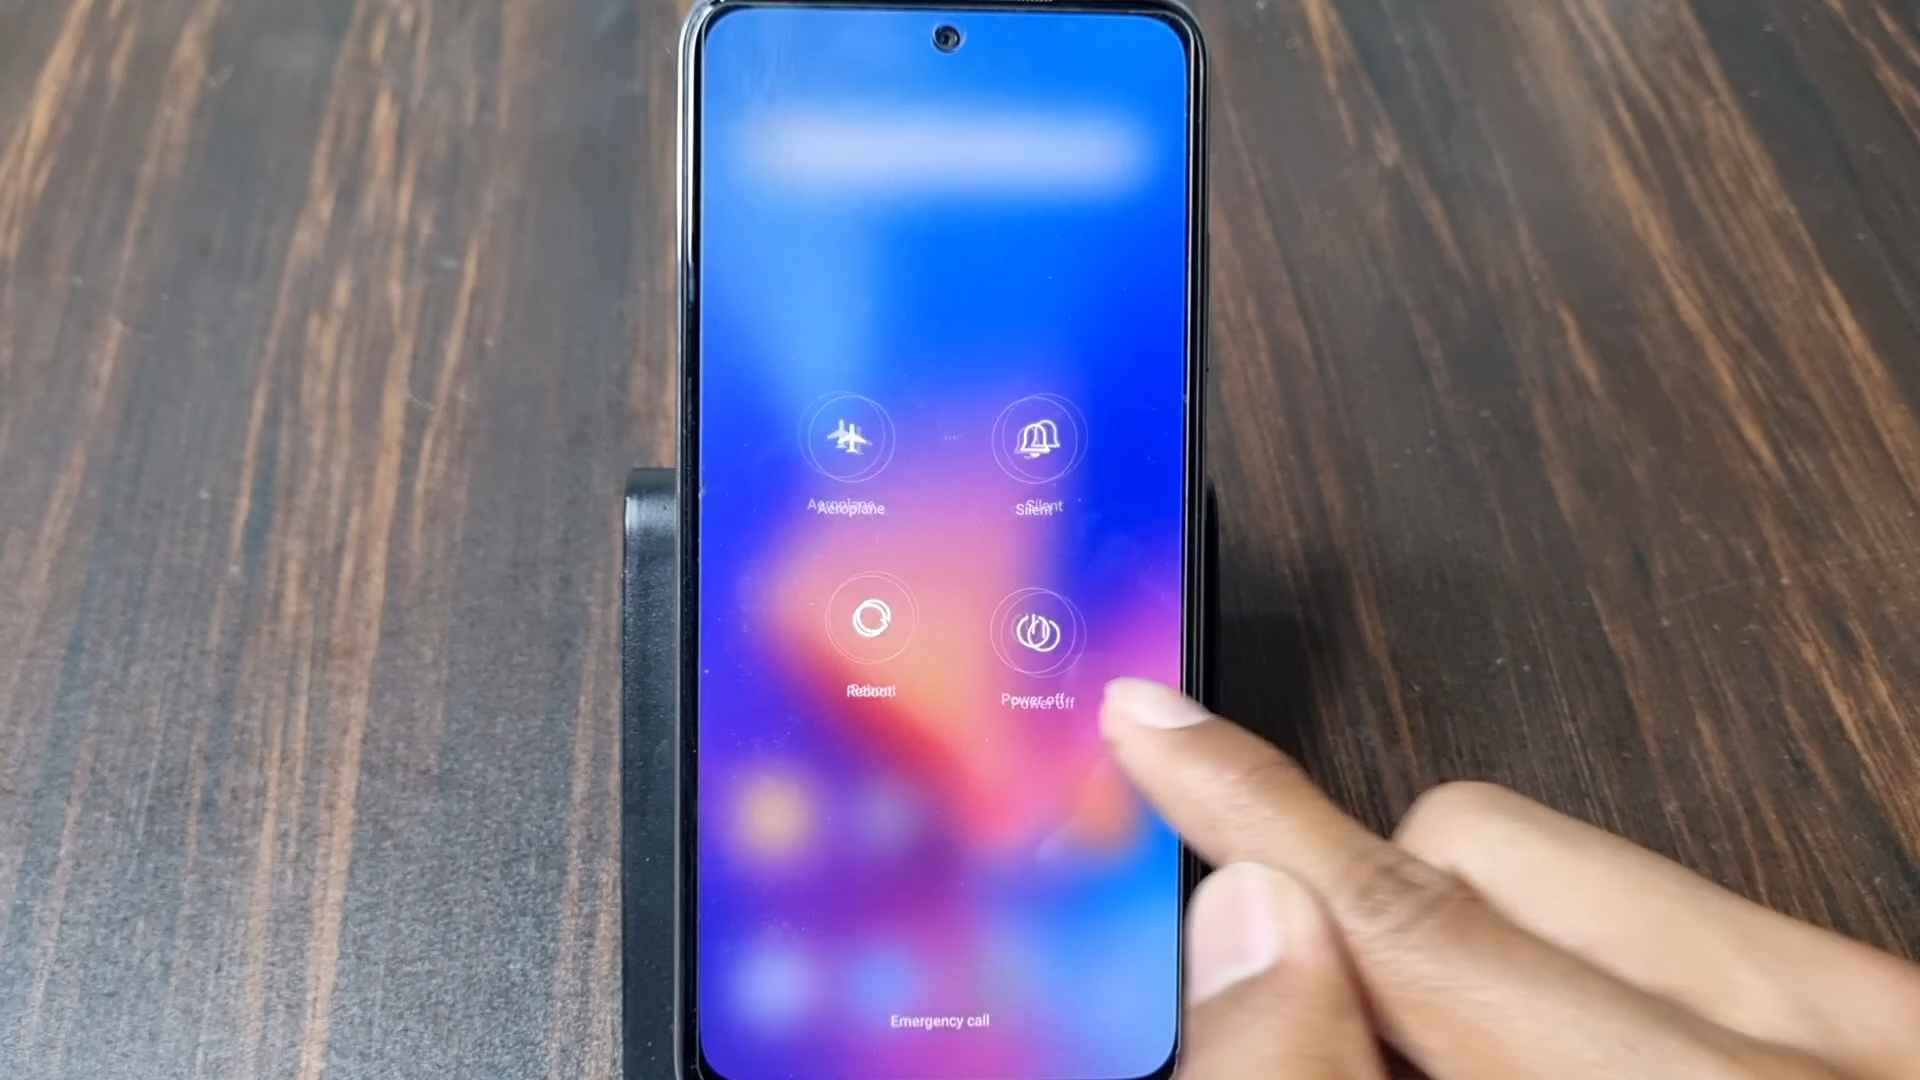 Aeroplane
Silent
Reboot
Power off
Emergency call